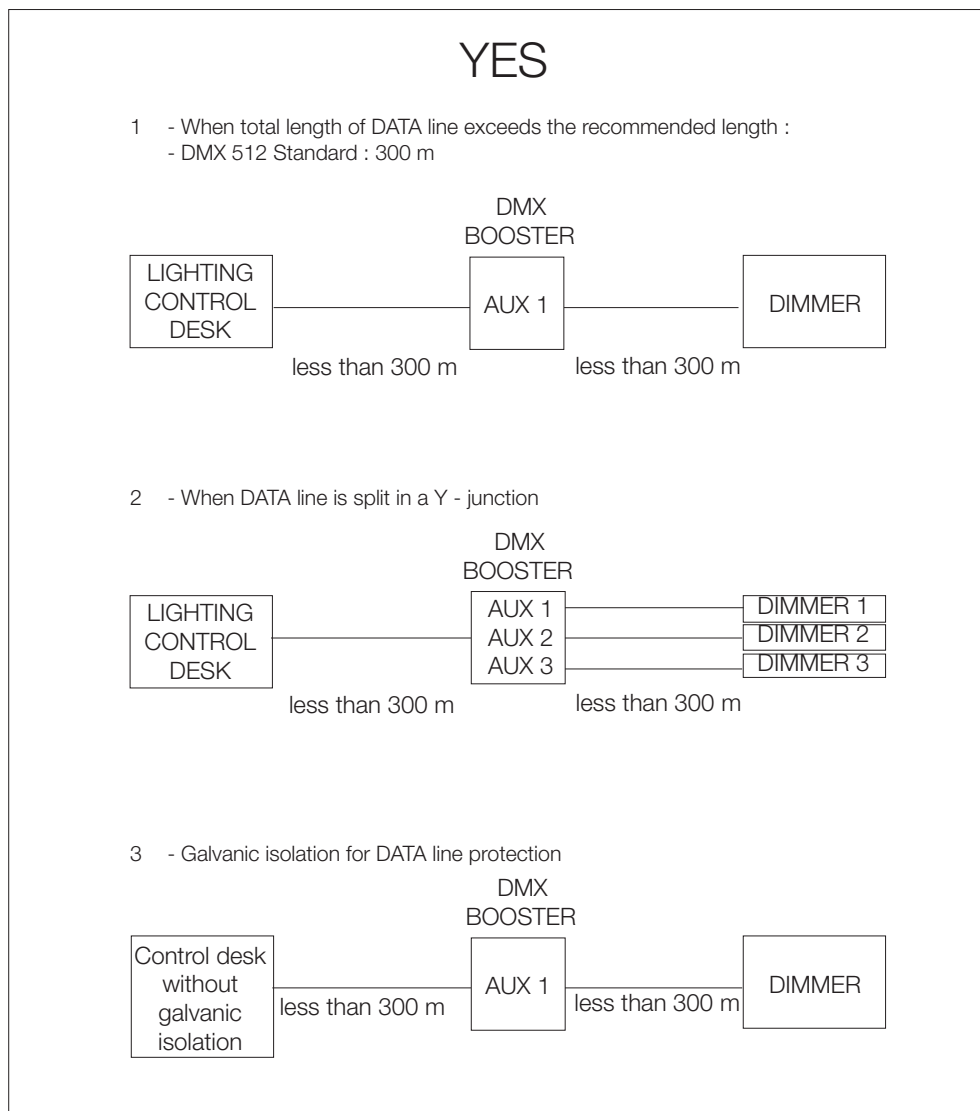 YES
1 - When total length of DATA line exceeds the recommended length :
- DMX 512 Standard : 300 m
DMX
BOOSTER
LIGHTING
CONTROL
DESK
AUX 1
DIMMER
less than 300 m
less than 300 m
2 - When DATA line is split in a Y - junction
DMX
BOOSTER
LIGHTING
CONTROL
DESK
AUX 1
AUX 2
AUX 3
DIMMER 1
DIMMER 2
DIMMER 3
less than 300 m
less than 300 m
3 - Galvanic isolation for DATA line protection
DMX
BOOSTER
Control desk
without
galvanic
isolation
less than 300 m
AUX 1
less than 300 m
DIMMER